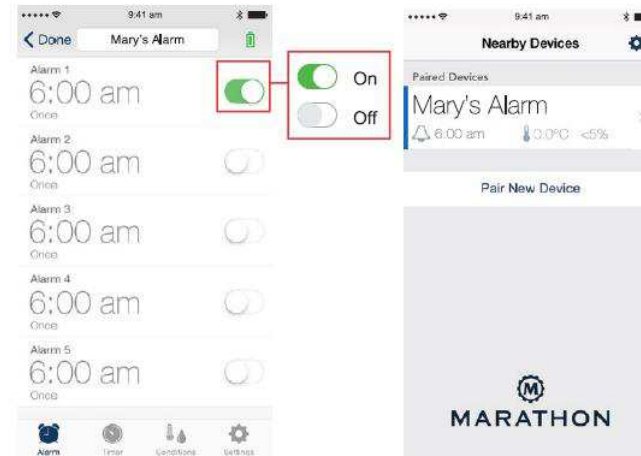 9:41 am
Done
Mary's Alarm
Alarm 1
6:00 am
Once
Alarm 2
6:00 am
Once
Alarm 3
6:00 am
Once
Alarm 4
6:00 am
Once
Alarm 5
6:00 am
Once
Alarm
Timer
Conditions
Settings
On
Off
9:41 am
Nearby Devices
Paired Devices
Mary's Alarm
6:00 am 0.0°C <5%
Pair New Device
M
MARATHON